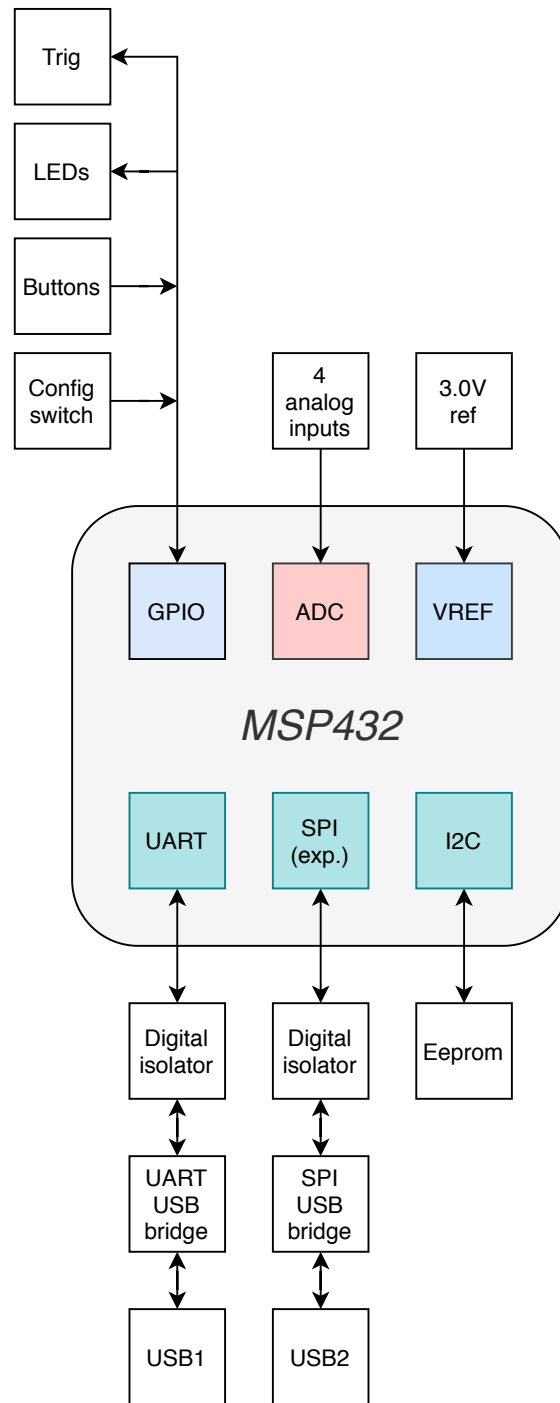 Trig
LEDs
Buttons
Config
switch
4
analog
inputs
3.0V
ref
GPIO
ADC
VREF
MSP432
UART
SPI
(exp.)
I2C
Digital
isolator
Digital
isolator
Eeprom
UART
USB
bridge
SPI
USB
bridge
USB1
USB2